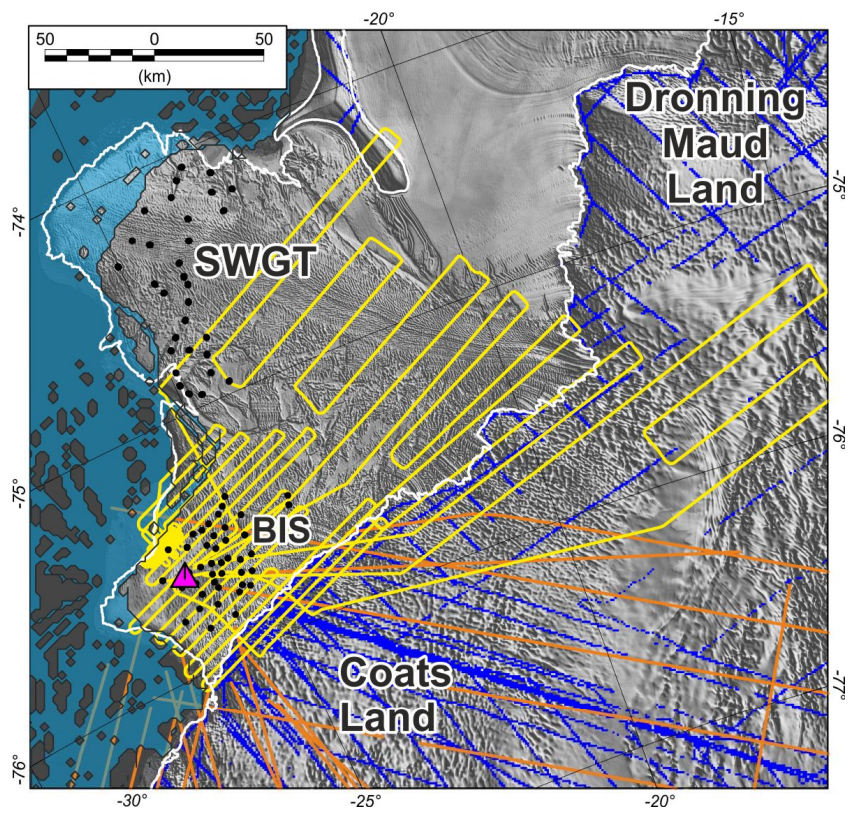 -20°
-15°
50 0 50
(km)
Dronning
Maud
Land
-75°
-74°
SWGT
-76°
-75°
BIS
Coats
Land
-77°
-76°
-30°
-25°
-20°